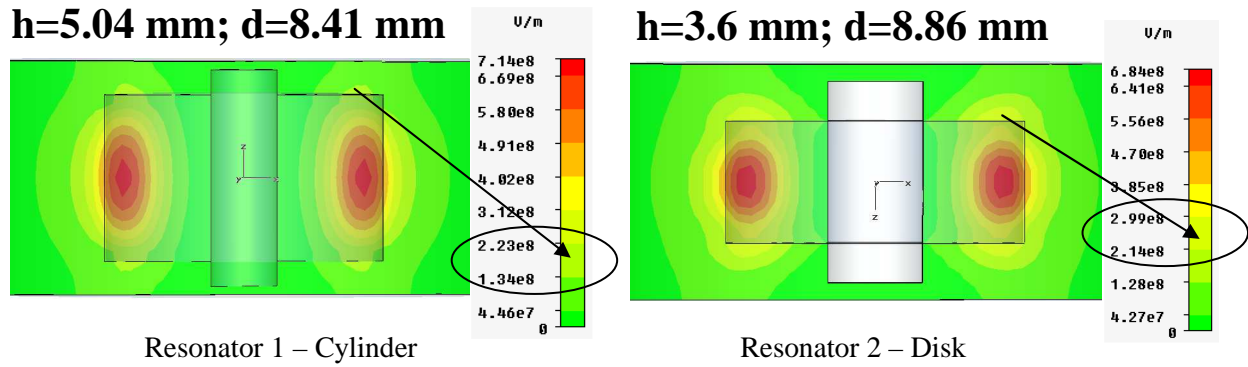 h=5.04 mm; d=8.41 mm
V/m
7.14e8
6.69e8
5.80e8
4.91e8
4.02e8
3.12e8
2.23e8
1.34e8
4.46e7
0
z
y x
Resonator 1 – Cylinder
h=3.6 mm; d=8.86 mm
V/m
6.84e8
6.41e8
5.56e8
4.70e8
3.85e8
2.99e8
2.14e8
1.28e8
4.27e7
0
y x
z
Resonator 2 – Disk